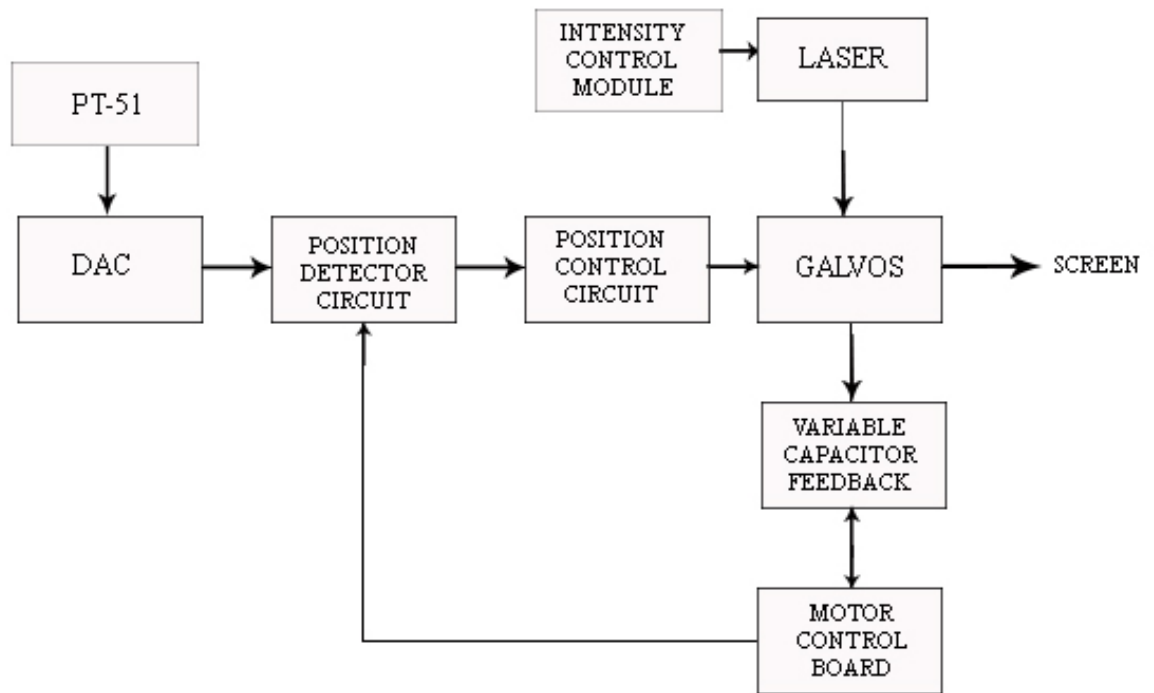 INTENSITY
CONTROL
MODULE
LASER
PT-51
DAC
POSITION
DETECTOR
CIRCUIT
POSITION
CONTROL
CIRCUIT
GALVOS
SCREEN
VARIABLE
CAPACITOR
FEEDBACK
MOTOR
CONTROL
BOARD